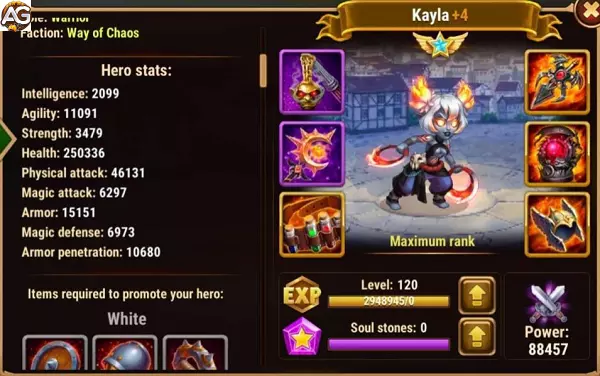 AG
Role: Warrior
Faction: Way of Chaos
Hero stats:
Intelligence: 2099
Agility: 11091
Strength: 3479
Health: 250336
Physical attack: 46131
Magic attack: 6297
Armor: 15151
Magic defense: 6973
Armor penetration: 10680
Items required to promote your hero:
White
Kayla +4
Maximum rank
EXP
Level: 120
2948945/0
Soul stones: 0
Power:
88457